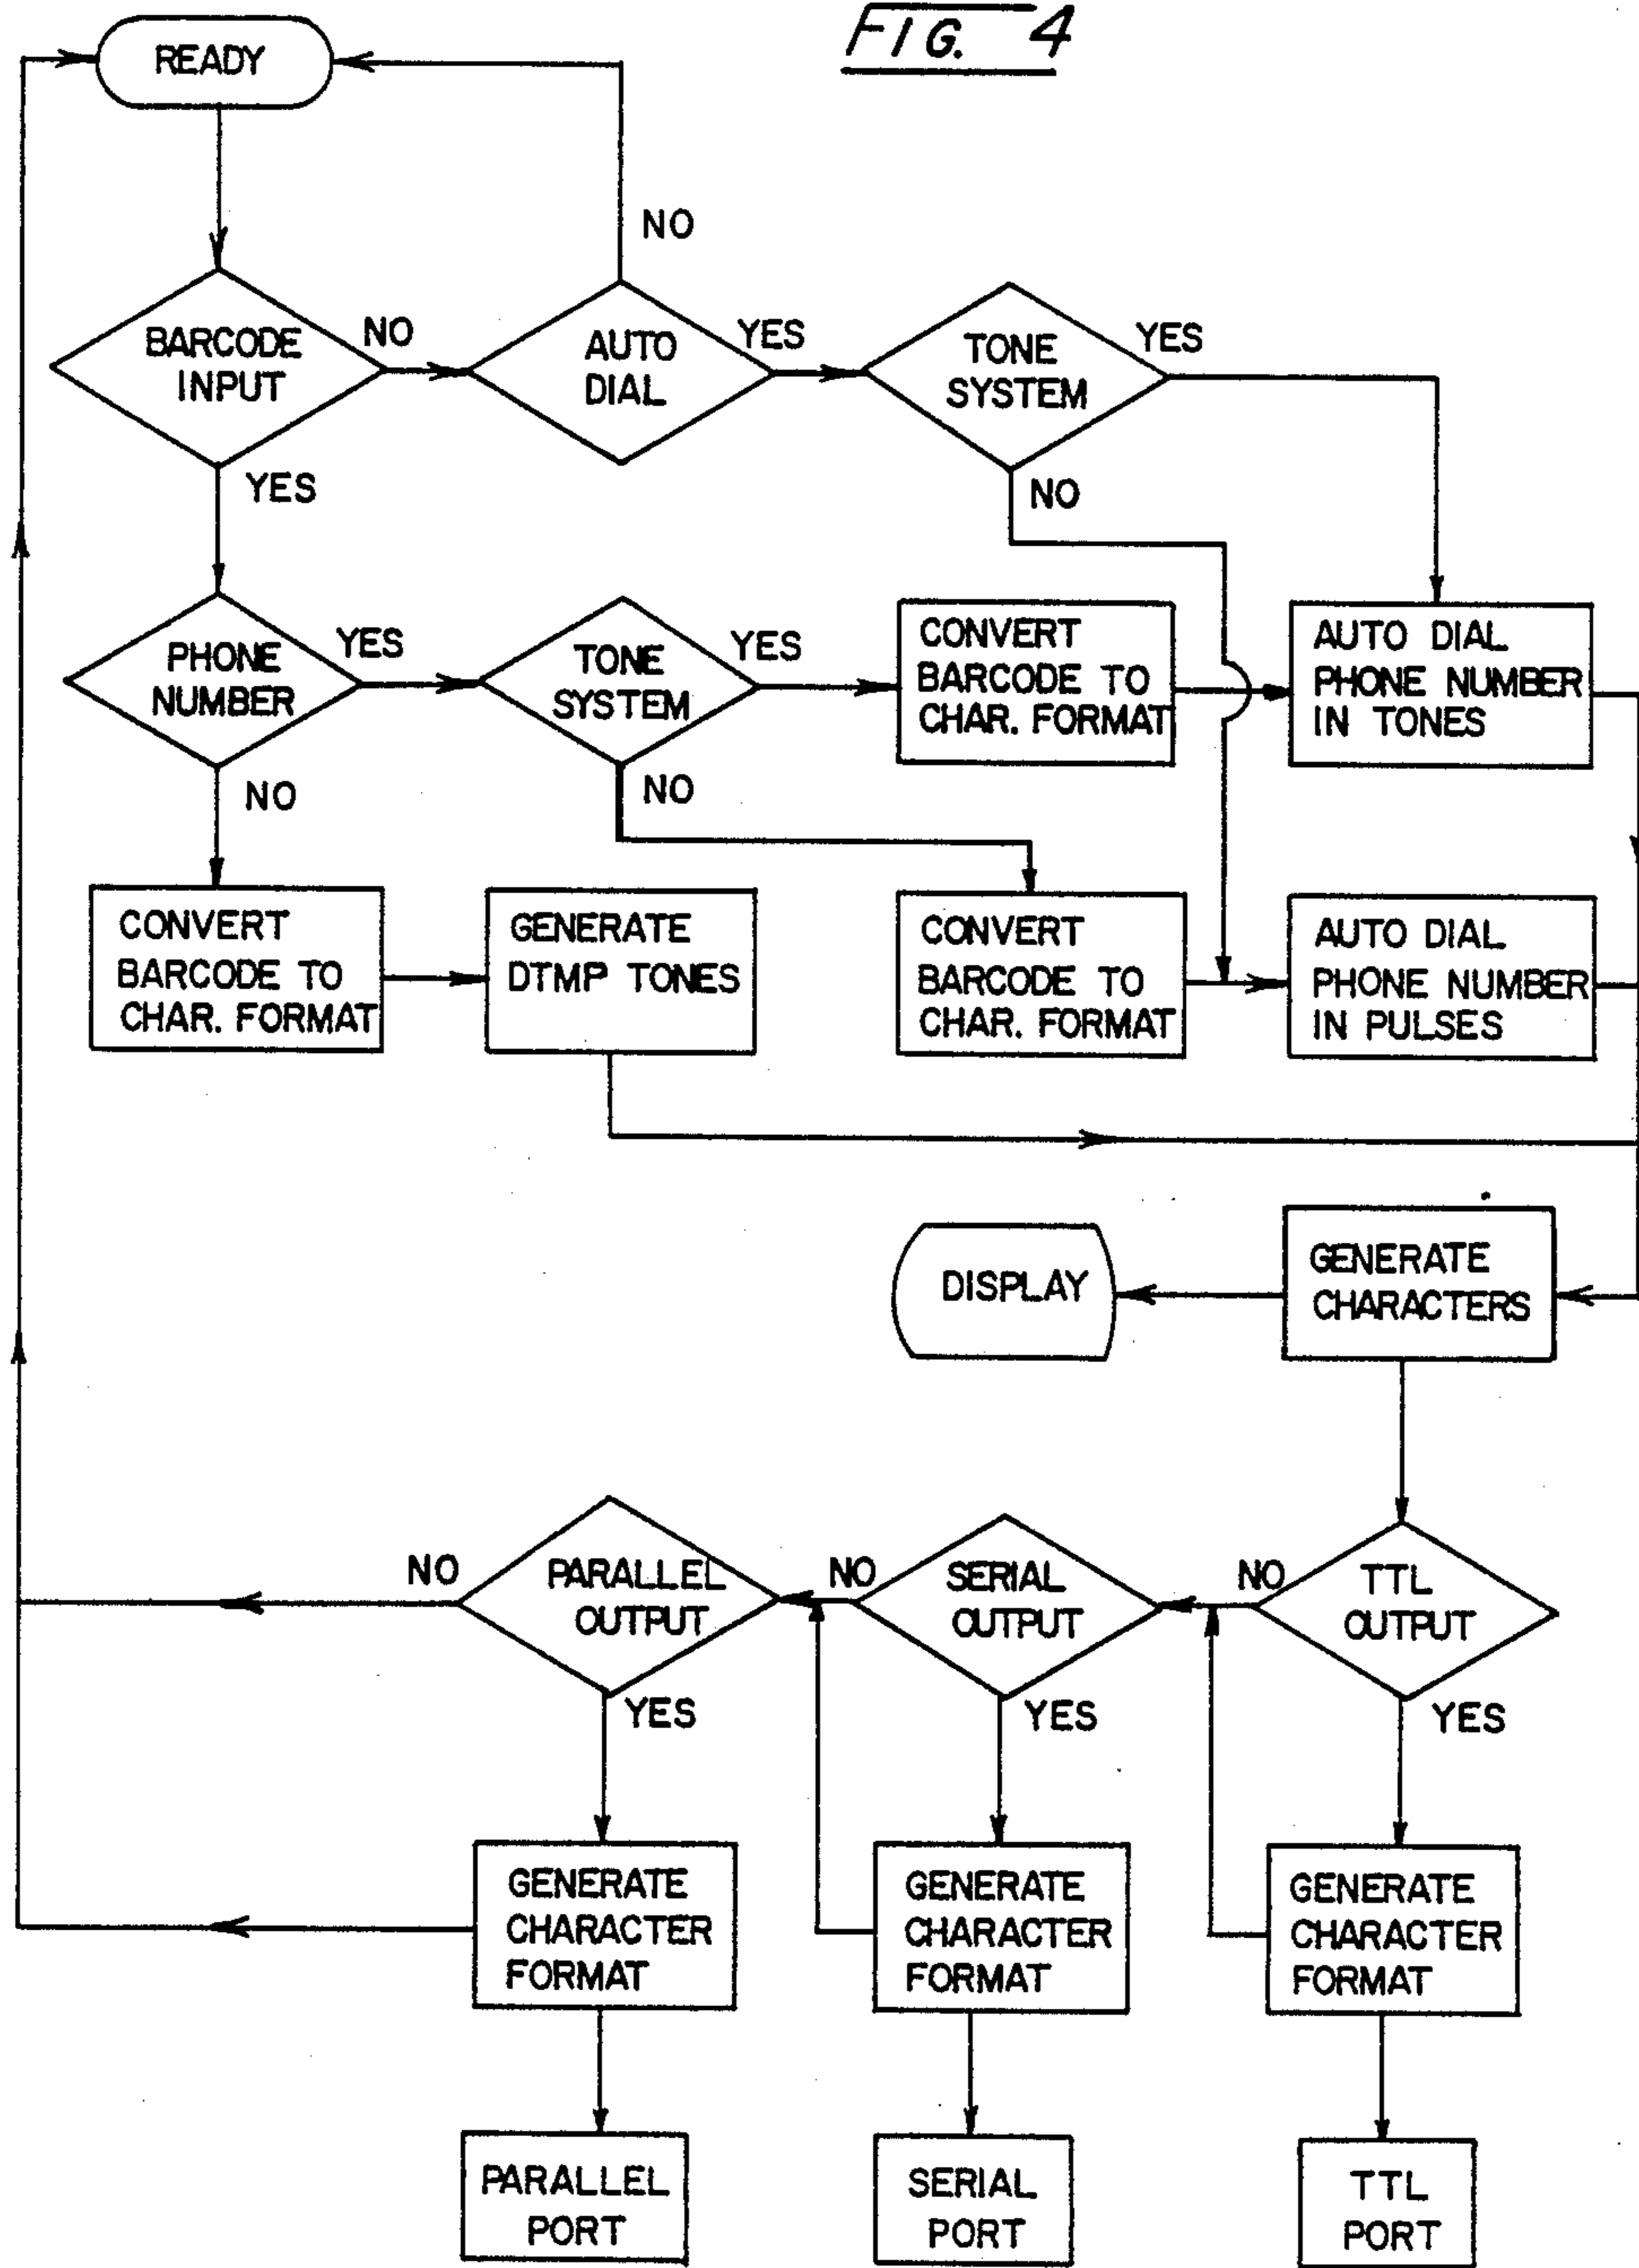 FIG. 4
READY
NO
BARCODE
INPUT
NO
AUTO
DIAL
YES
TONE
SYSTEM
YES
YES
NO
PHONE
NUMBER
YES
TONE
SYSTEM
YES
CONVERT
BARCODE TO
CHAR. FORMAT
AUTO DIAL
PHONE NUMBER
IN TONES
NO
NO
CONVERT
BARCODE TO
CHAR. FORMAT
GENERATE
DTMP TONES
CONVERT
BARCODE TO
CHAR. FORMAT
AUTO DIAL
PHONE NUMBER
IN PULSES
DISPLAY
GENERATE
CHARACTERS
NO
PARALLEL
OUTPUT
NO
SERIAL
OUTPUT
NO
TTL
OUTPUT
YES
YES
YES
GENERATE
CHARACTER
FORMAT
GENERATE
CHARACTER
FORMAT
GENERATE
CHARACTER
FORMAT
PARALLEL
PORT
SERIAL
PORT
TTL
PORT